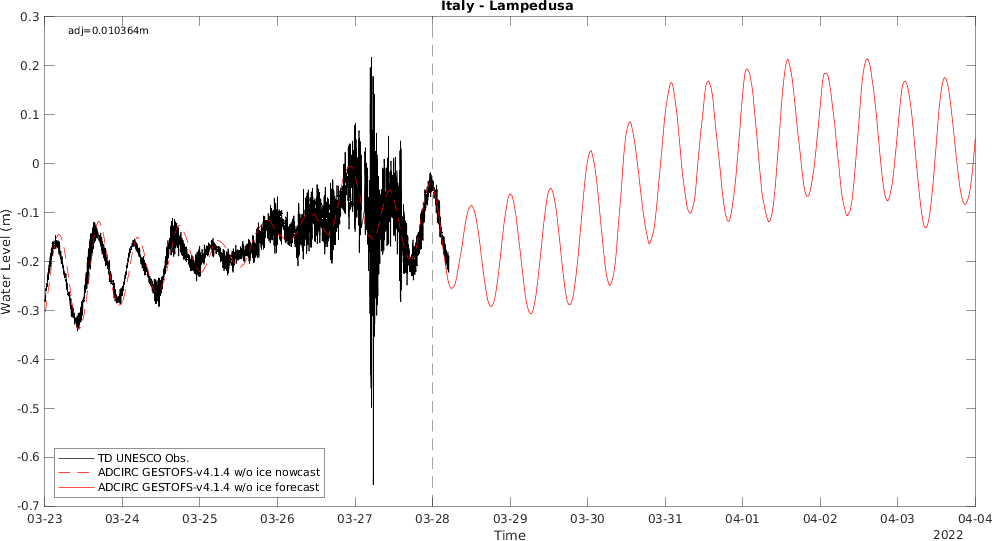 Italy - Lampedusa
adj=0.010364m
0.3
0.2
0.1
0
-0.1
-0.2
-0.3
-0.4
-0.5
-0.6
-0.7
Water Level (m)
TD UNESCO Obs.
ADCIRC GESTOFS-v4.1.4 w/o ice nowcast
ADCIRC GESTOFS-v4.1.4 w/o ice forecast
03-23 03-24 03-25 03-26 03-27 03-28 03-29 03-30 03-31 04-01 04-02 04-03 04-04
Time
2022